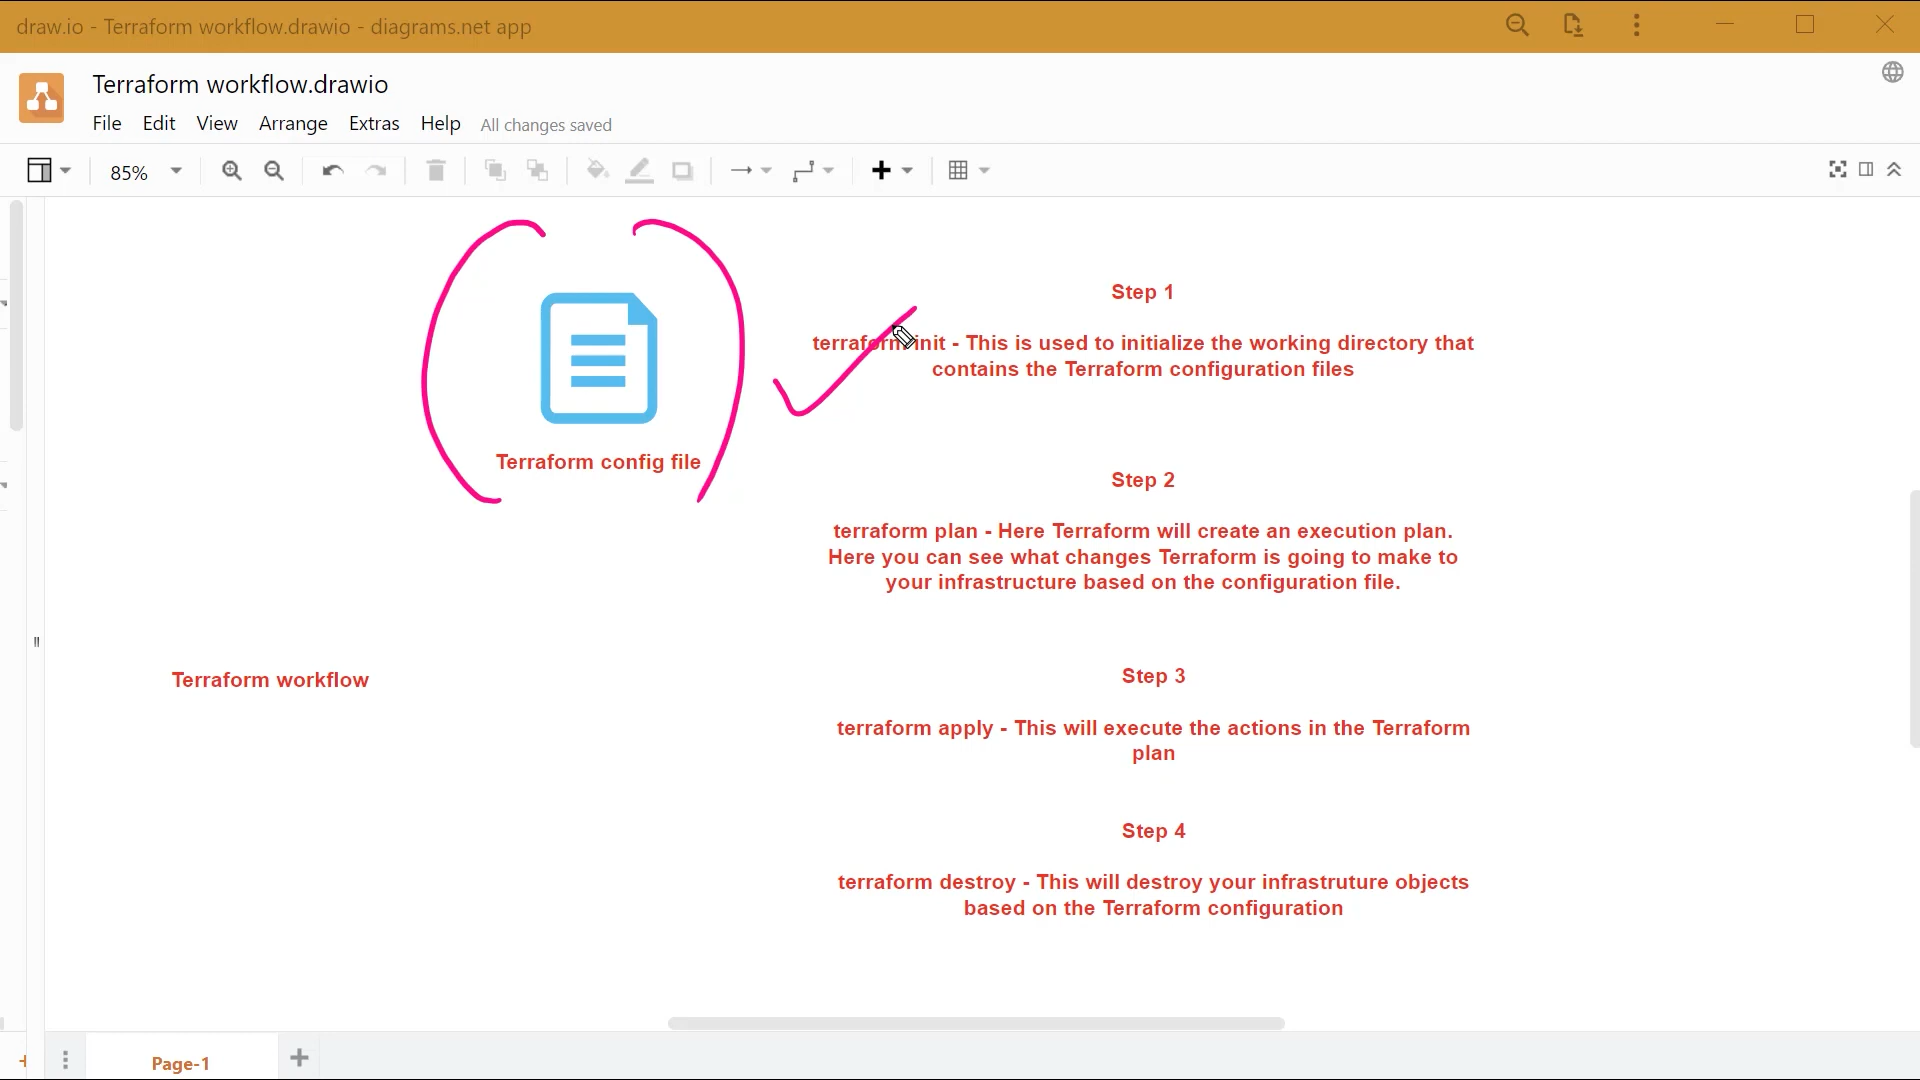 draw.io - Terraform workflow.drawio - diagrams.net app
Terraform workflow.drawio
File Edit View Arrange Extras Help All changes saved
85%
Terraform config file
Step 1
terraform init - This is used to initialize the working directory that
contains the Terraform configuration files
Step 2
terraform plan - Here Terraform will create an execution plan.
Here you can see what changes Terraform is going to make to
your infrastructure based on the configuration file.
Terraform workflow
Step 3
terraform apply - This will execute the actions in the Terraform
plan
Step 4
terraform destroy - This will destroy your infrastruture objects
based on the Terraform configuration
Page-1